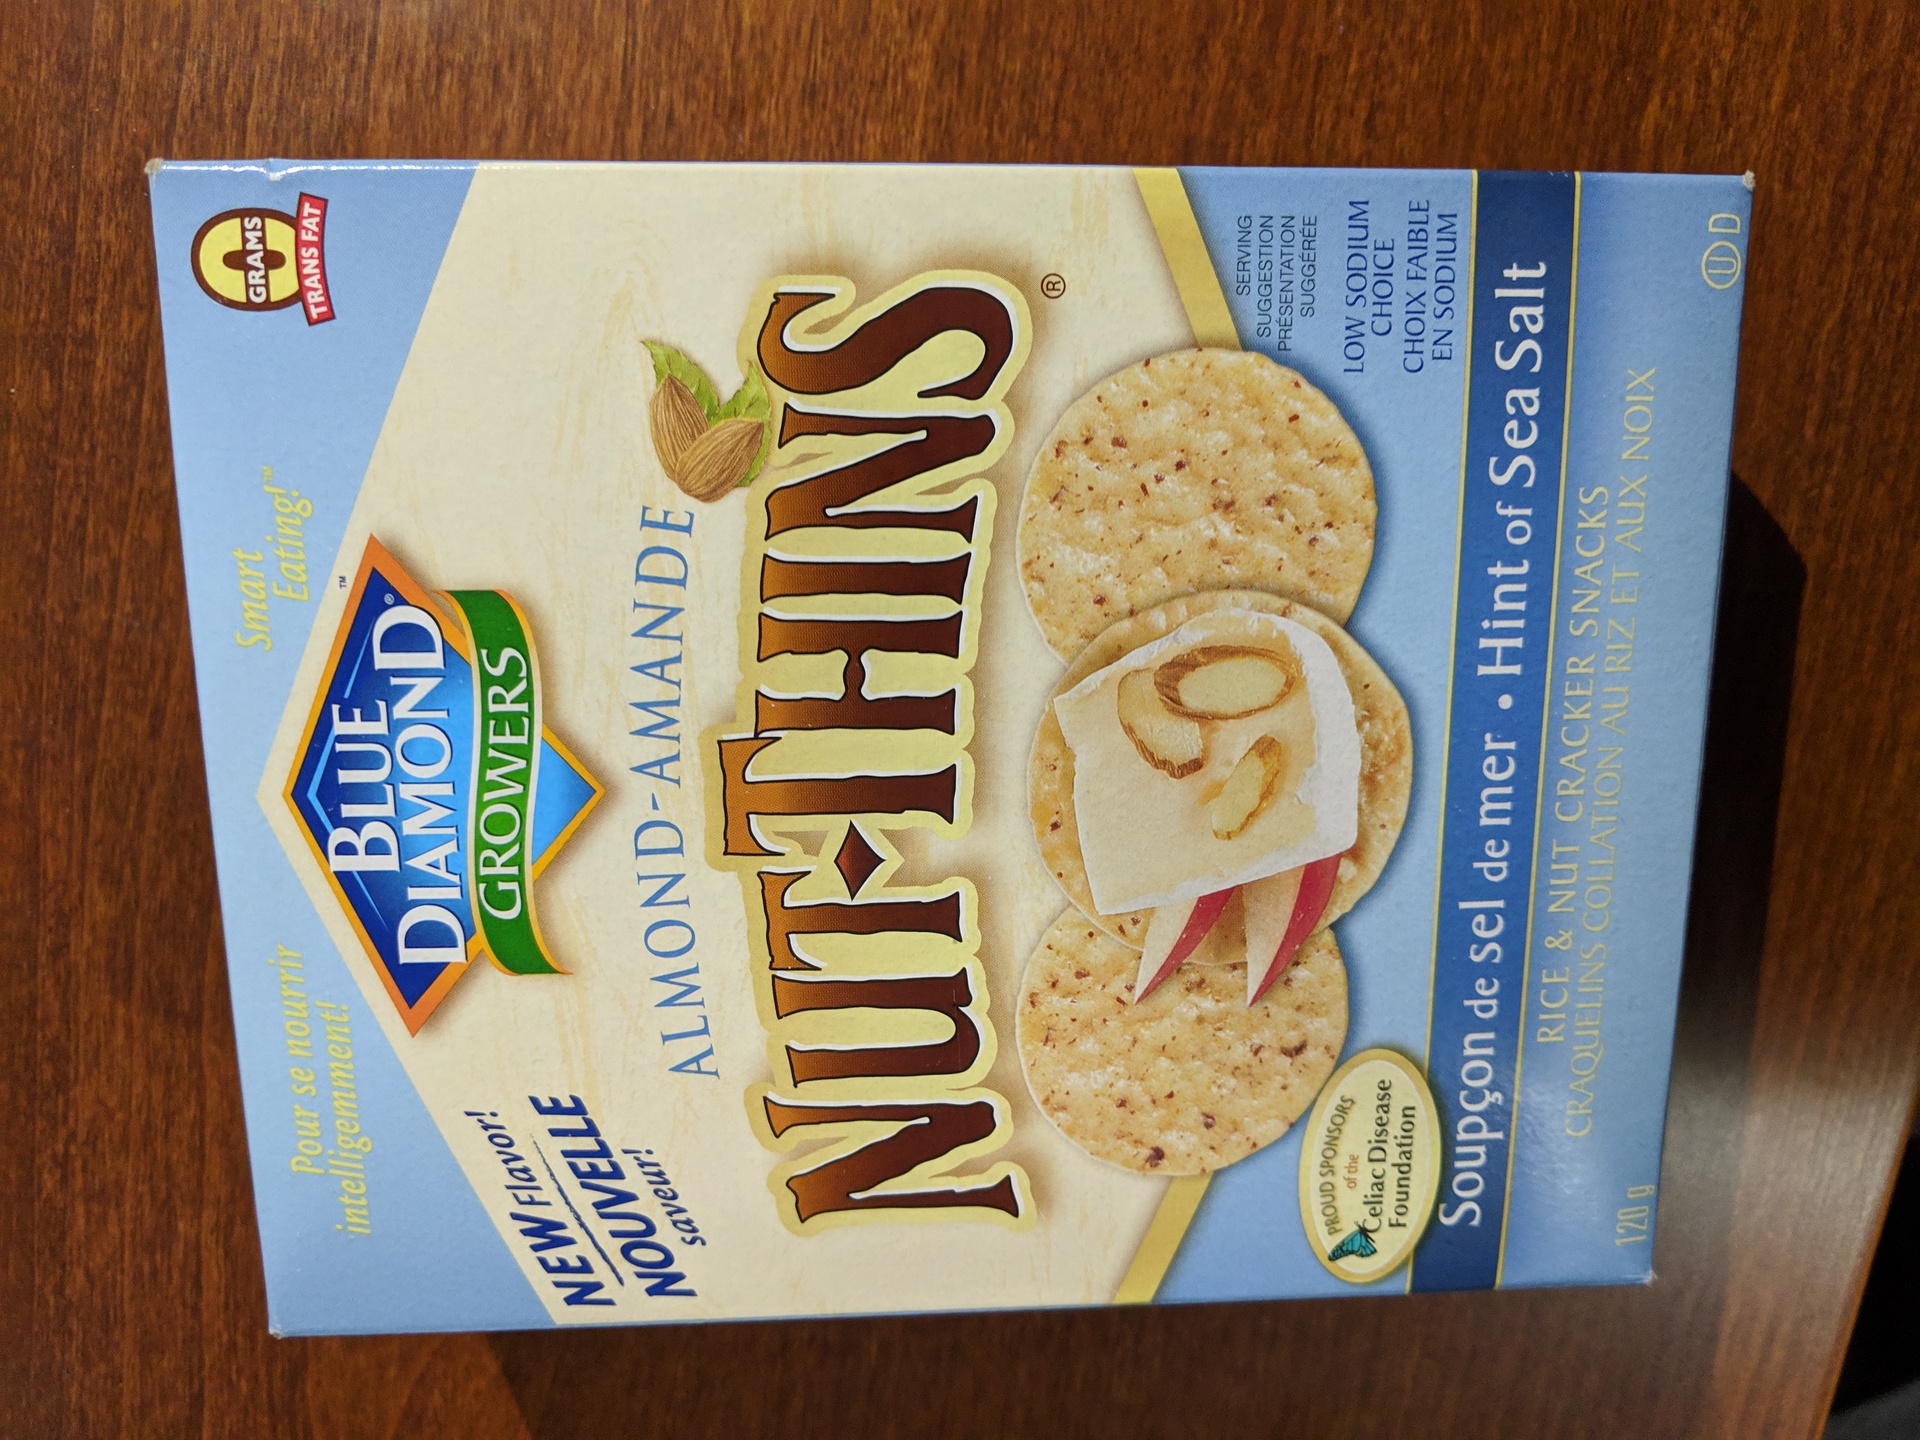 Pour se nourrir
intelligemment!
Smart
Eating!™
0
GRAMS
TRANS FAT
™
BLUE
DIAMOND®
GROWERS
NEW Flavor!
NOUVELLE
saveur!
ALMOND-AMANDE
NUT THINS®
SERVING
SUGGESTION
PRÉSENTATION
SUGÉRÉE
LOW SODIUM
CHOICE
CHOIX FAIBLE
EN SODIUM
PROUD SPONSORS
of the
Celiac Disease
Foundation
Soupçon de sel de mer • Hint of Sea Salt
RICE & NUT CRACKER SNACKS
CRAQUELINS COLLATION AU RIZ ET AUX NOIX
120 g
U D